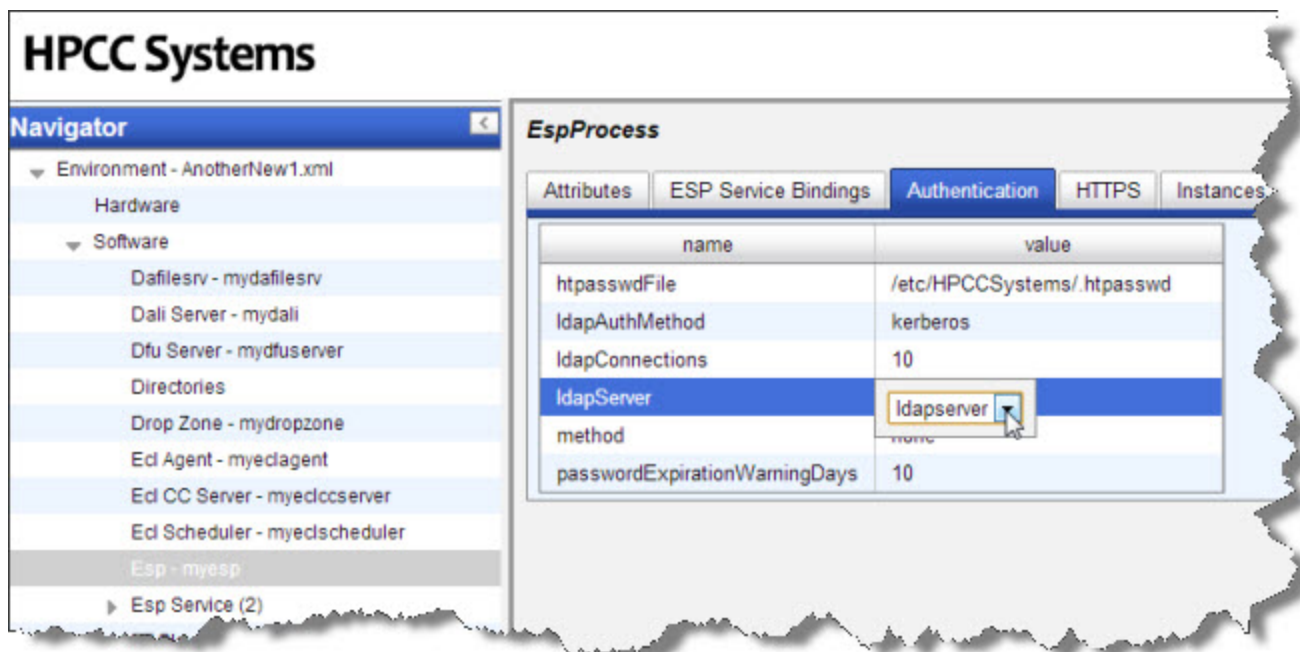 HPCC Systems
Navigator
Environment - AnotherNew1.xml
Hardware
Software
Dafilesrv - mydafilesrv
Dali Server - mydali
Dfu Server - mydfuserver
Directories
Drop Zone - mydropzone
Ecl Agent - myeclagent
Ecl CC Server - myeclccserver
Ecl Scheduler - myeclscheduler
Esp - myesp
Esp Service (2)
EspProcess
Attributes ESP Service Bindings Authentication HTTPS Instances
name value
htpasswdFile /etc/HPCCSystems/.htpasswd
ldapAuthMethod kerberos
ldapConnections 10
ldapServer ldapserver
method none
passwordExpirationWarningDays 10